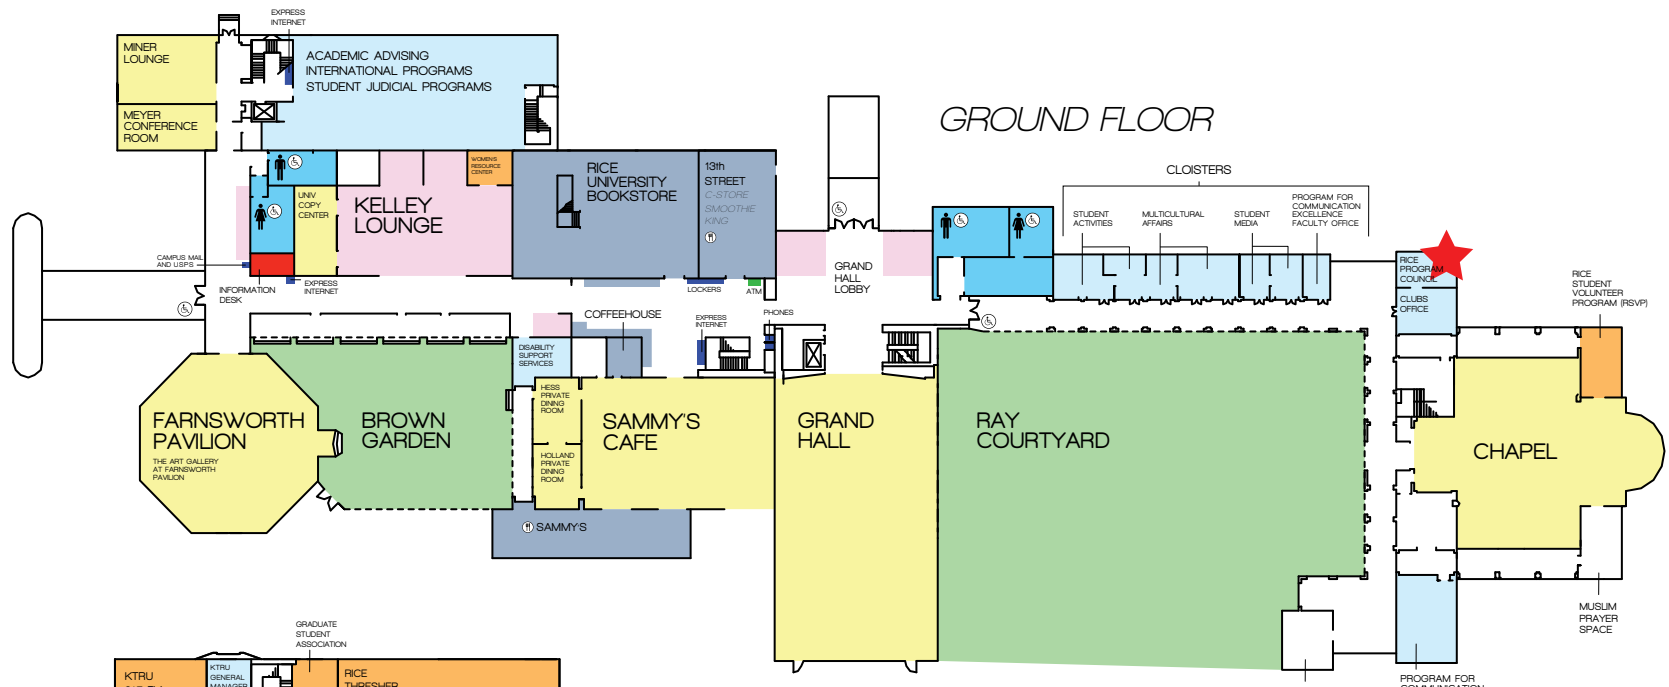 EXPRESS
INTERNET
MINER
LOUNGE
ACADEMIC ADVISING
INTERNATIONAL PROGRAMS
STUDENT JUDICIAL PROGRAMS
MEYER
CONFERENCE
ROOM
GROUND FLOOR
CLOISTERS
WOMEN'S
RESOURCE
CENTER
RICE
UNIVERSITY
BOOKSTORE
13th
STREET
C-STORE
SMOOTHIE
KING
UNIV
COPY
CENTER
KELLEY
LOUNGE
STUDENT
ACTIVITIES
MULTICULTURAL
AFFAIRS
STUDENT
MEDIA
PROGRAM FOR
COMMUNICATION
EXCELLENCE
FACULTY OFFICE
CAMPUS MAIL
AND USPS
INFORMATION
DESK
EXPRESS
INTERNET
LOCKERS
ATM
GRAND
HALL
LOBBY
RICE
PROGRAM
COUNCIL
CLUBS
OFFICE
RICE
STUDENT
VOLUNTEER
PROGRAM (RSVP)
COFFEEHOUSE
EXPRESS
INTERNET
PHONES
DISABILITY
SUPPORT
SERVICES
FARNSWORTH
PAVILION
THE ART GALLERY
AT FARNSWORTH
PAVILION
BROWN
GARDEN
HESS
PRIVATE
DINING
ROOM
HOLLAND
PRIVATE
DINING
ROOM
SAMMY'S
CAFE
GRAND
HALL
RAY
COURTYARD
CHAPEL
SAMMY'S
MUSLIM
PRAYER
SPACE
GRADUATE
STUDENT
ASSOCIATION
KTRU
KTRU
GENERAL
MANAGER
RICE
THRESHER
PROGRAM FOR
COMMUNICATION